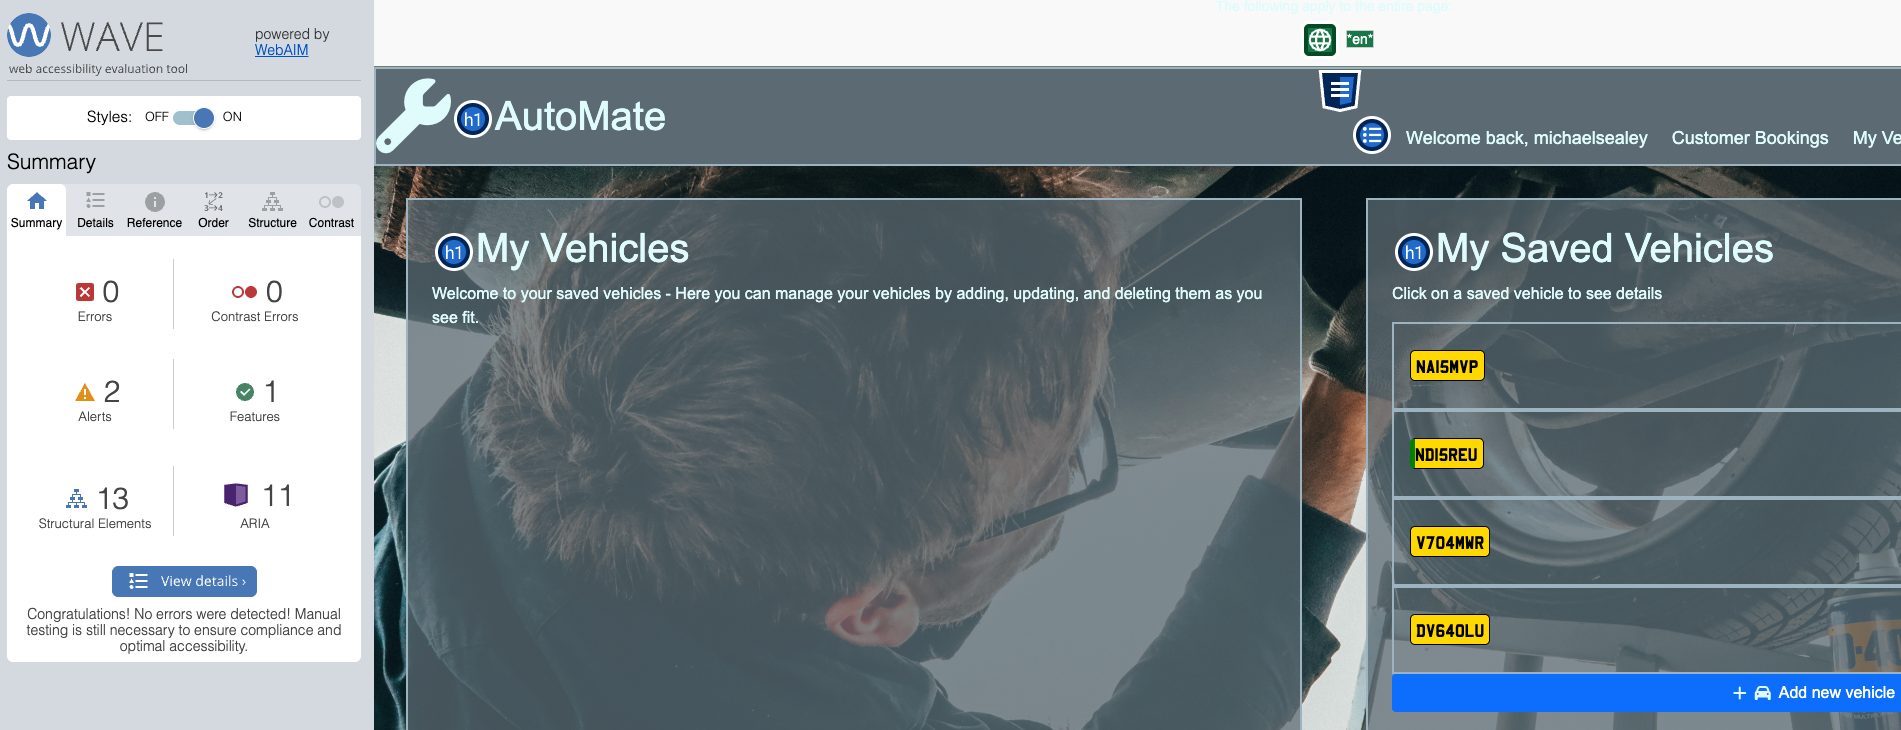 WAVE
powered by
WebAIM
web accessibility evaluation tool
Styles: OFF ON
Summary
Summary Details Reference Order Structure Contrast
0
Errors
0
Contrast Errors
2
Alerts
1
Features
13
Structural Elements
11
ARIA
View details ›
Congratulations! No errors were detected! Manual
testing is still necessary to ensure compliance and
optimal accessibility.
The following apply to the entire page:
*en*
h1 AutoMate
Welcome back, michaelsealey Customer Bookings My Ve
h1 My Vehicles
Welcome to your saved vehicles - Here you can manage your vehicles by adding, updating, and deleting them as you
see fit.
h1 My Saved Vehicles
Click on a saved vehicle to see details
NA15MVP
ND15REU
V704MWR
DV64OLU
+ Add new vehicle